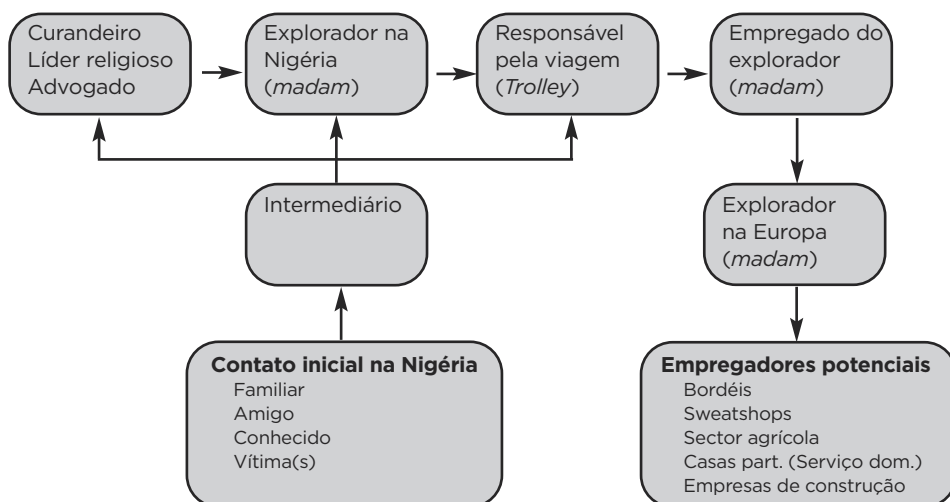 Curandeiro
Líder religioso
Advogado
Explorador na
Nigéria
(madam)
Responsável
pela viagem
(Trolley)
Empregado do
explorador
(madam)
Intermediário
Explorador
na Europa
(madam)
Contato inicial na Nigéria
Familiar
Amigo
Conhecido
Vítima(s)
Empregadores potenciais
Bordéis
Sweatshops
Sector agrícola
Casas part. (Serviço dom.)
Empresas de construção